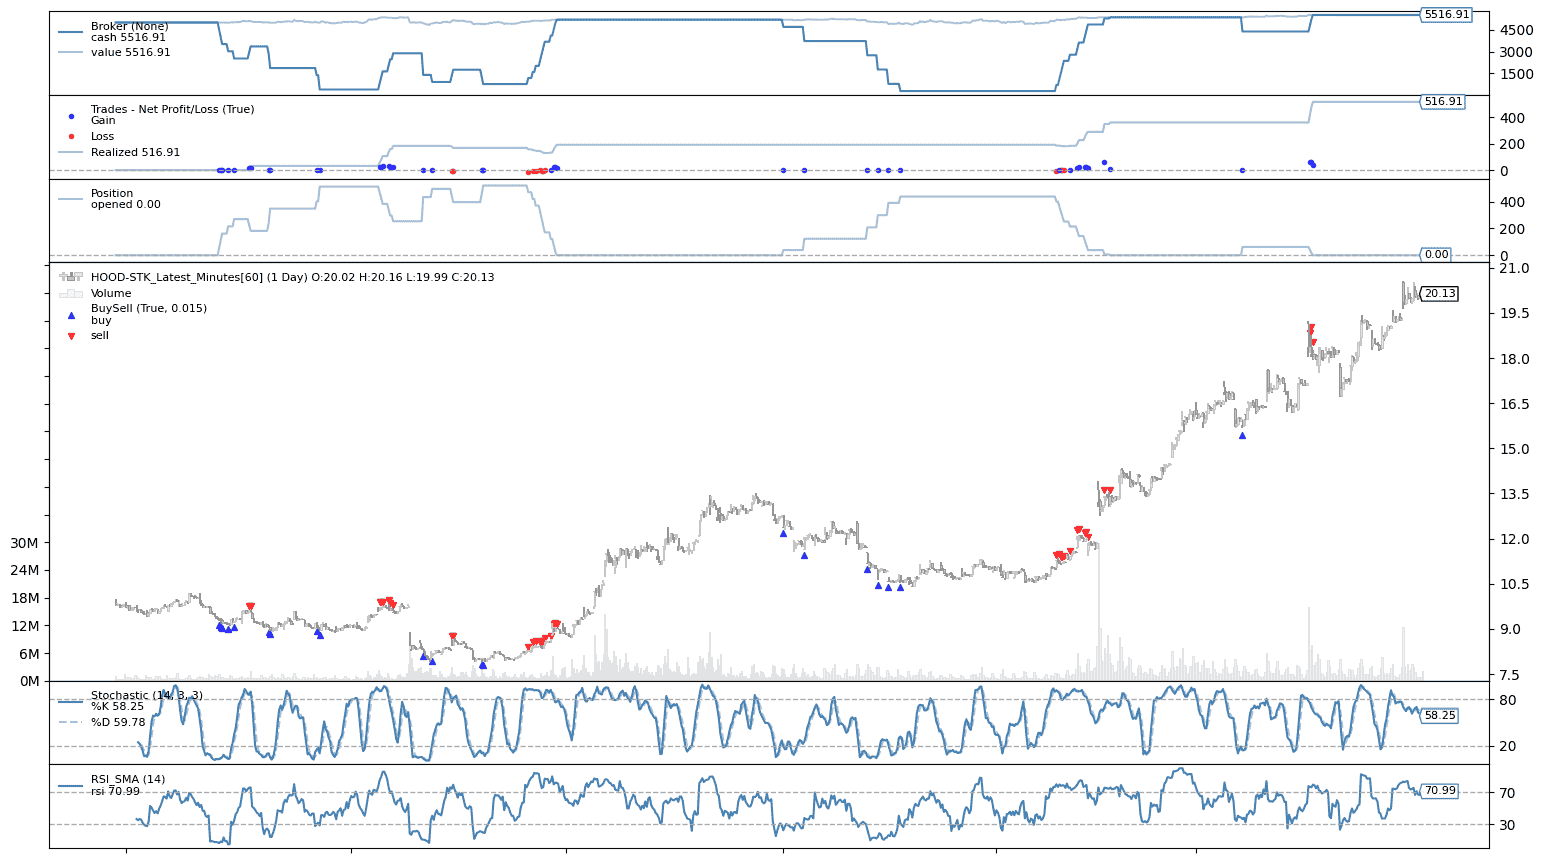 Broker (None)
cash 5516.91
value 5516.91
5516.91
4500
3000
1500
Trades - Net Profit/Loss (True)
Gain
Loss
Realized 516.91
516.91
400
200
0
Position
opened 0.00
400
200
0
0.00
HOOD-STK_Latest_Minutes[60] (1 Day) O:20.02 H:20.16 L:19.99 C:20.13
Volume
BuySell (True, 0.015)
buy
sell
21.0
20.13
19.5
18.0
16.5
15.0
13.5
12.0
10.5
9.0
7.5
30M
24M
18M
12M
6M
0M
Stochastic (14, 3, 3)
%K 58.25
%D 59.78
80
58.25
20
RSI_SMA (14)
rsi 70.99
70.99
70
30